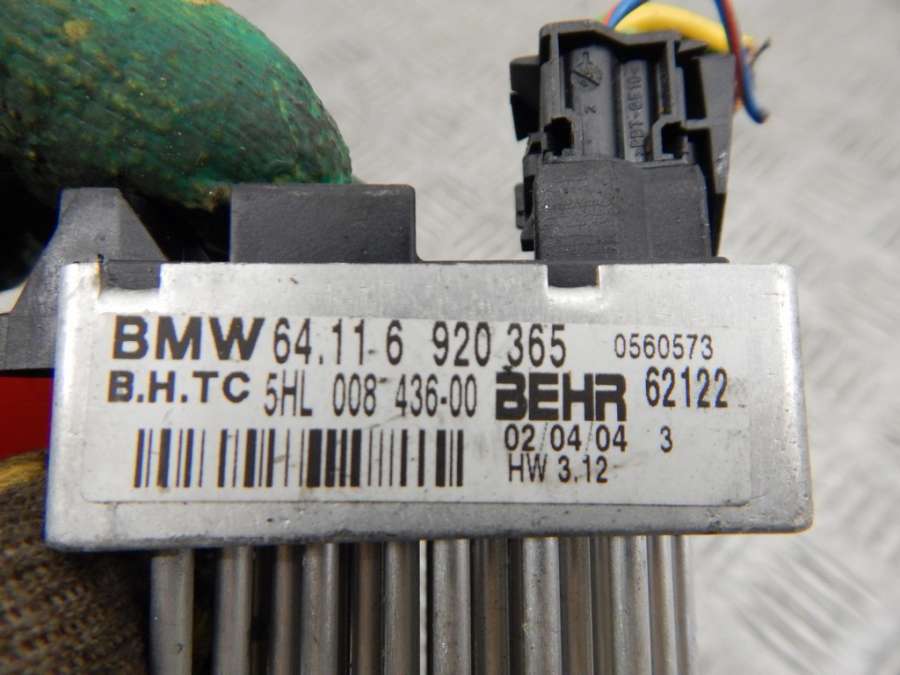 BMW 64.11 6 920 365 0560573
B.H.TC 5HL 008 436-00 BEHR 62122
02/04/04 3
HW 3.12